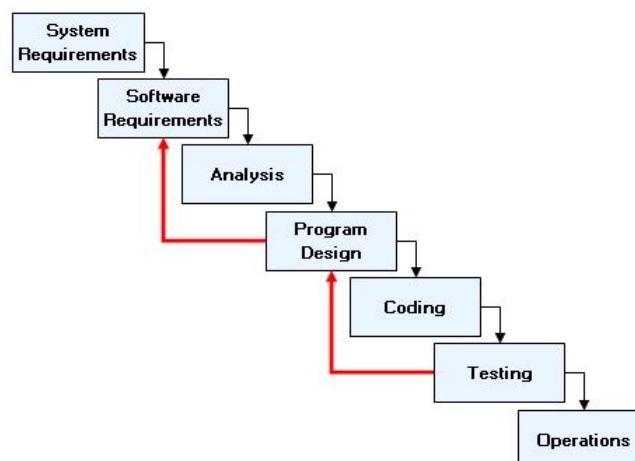 System
Requirements
Software
Requirements
Analysis
Program
Design
Coding
Testing
Operations